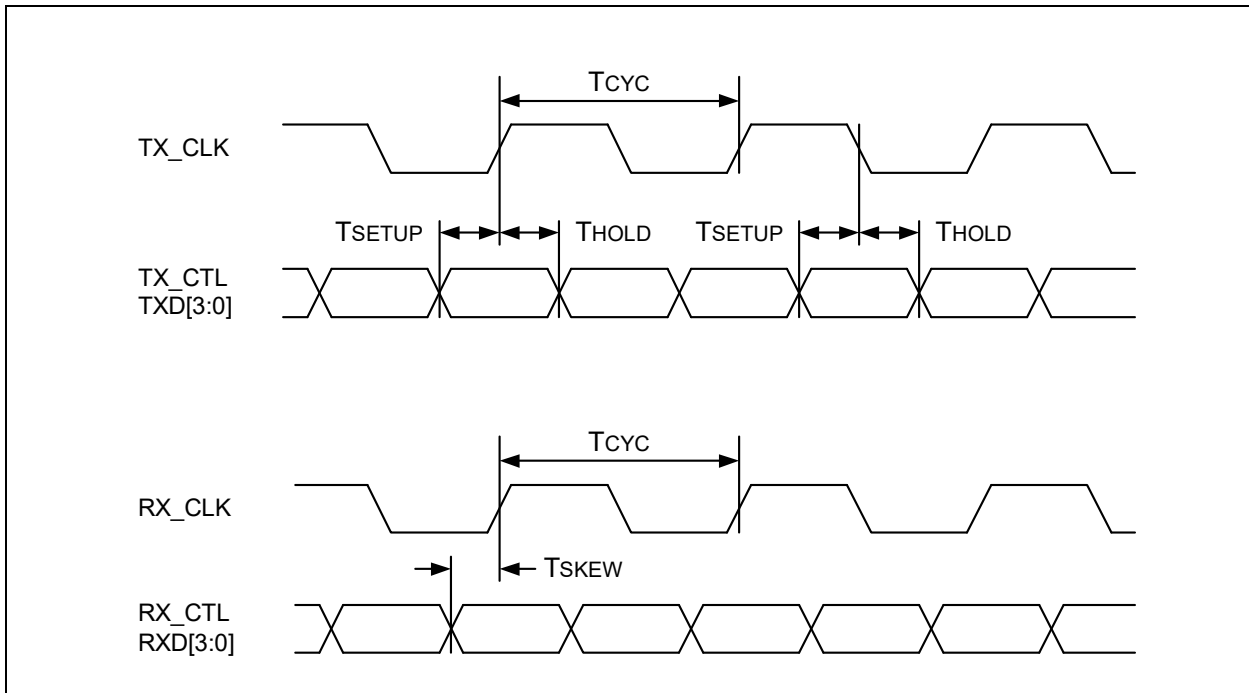 TCYC
TX_CLK
TSETUP THOLD TSETUP THOLD
TX_CTL
TXD[3:0]
TCYC
RX_CLK
TSKEW
RX_CTL
RXD[3:0]